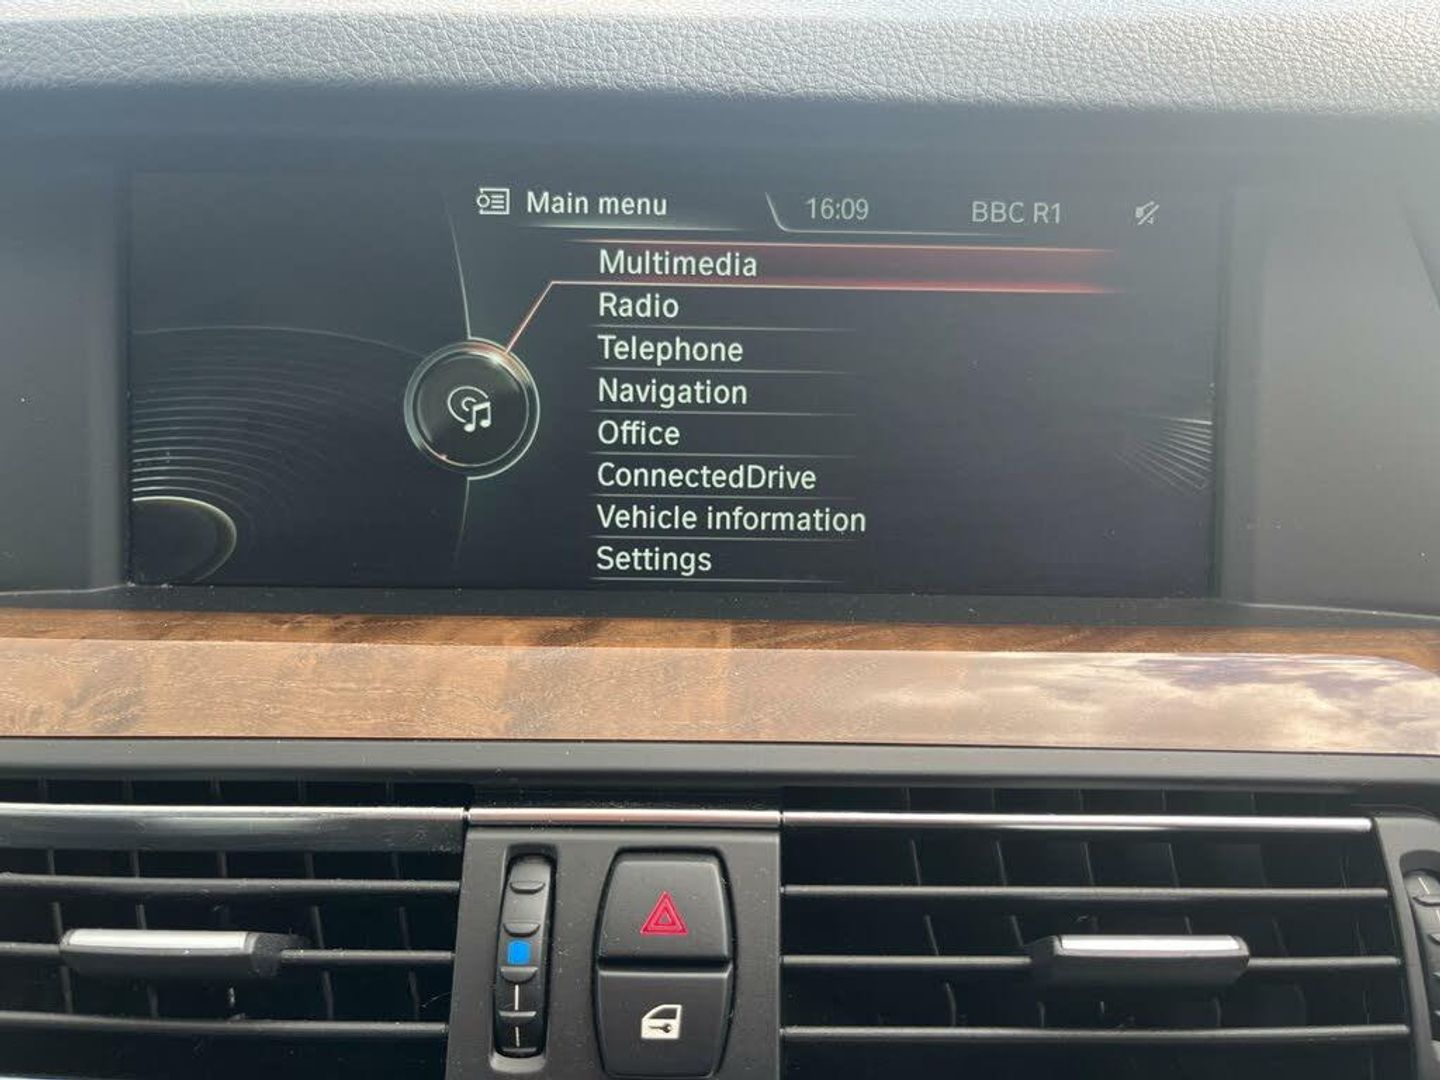 Main menu 16:09 BBC R1
Multimedia
Radio
Telephone
Navigation
Office
ConnectedDrive
Vehicle information
Settings